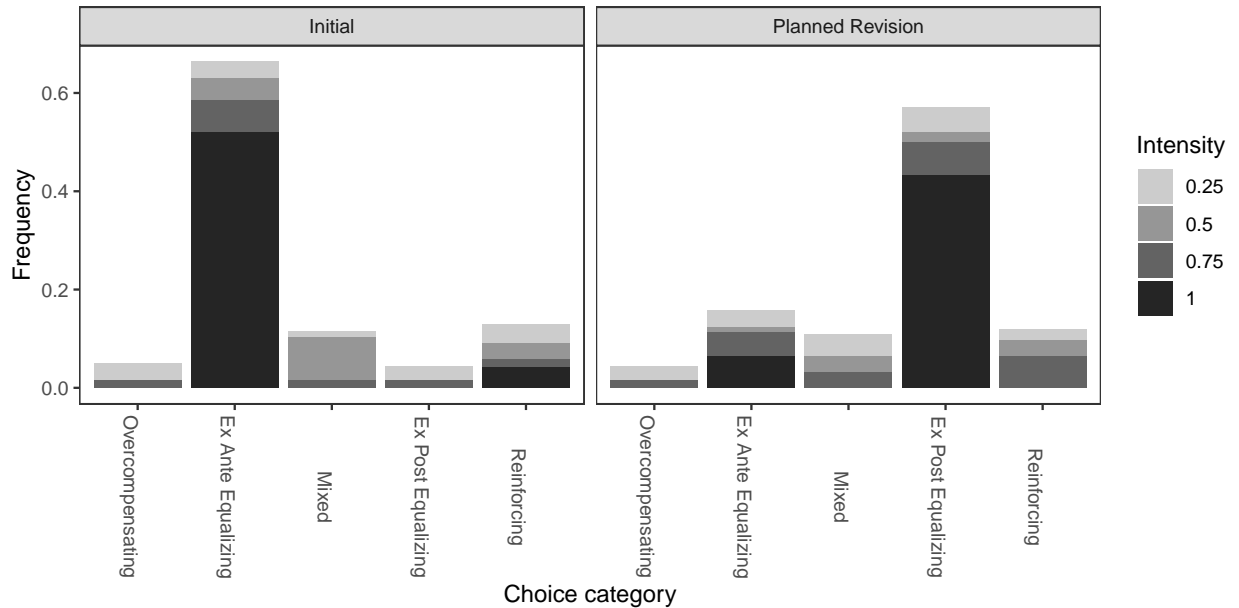 Initial
Planned Revision
Frequency
0.6
0.4
0.2
0.0
Overcompensating
Ex Ante Equalizing
Mixed
Ex Post Equalizing
Reinforcing
Overcompensating
Ex Ante Equalizing
Mixed
Ex Post Equalizing
Reinforcing
Choice category
Intensity
0.25
0.5
0.75
1